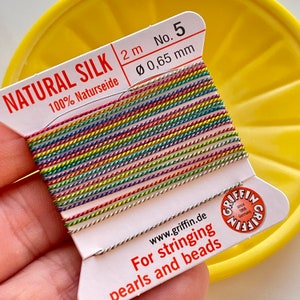 NATURAL SILK
100% Naturseide
2 m No. 5
Ø 0,65 mm
GRIFFIN
GRIFFIN
www.griffin.de
For stringing
pearls and beads